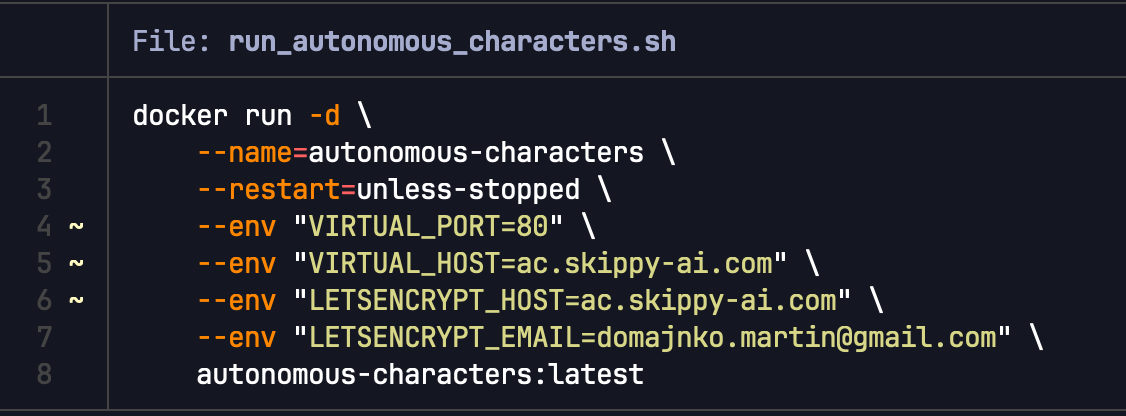 File: run_autonomous_characters.sh
1 docker run -d \
2 --name=autonomous-characters \
3 --restart=unless-stopped \
4 ~ --env "VIRTUAL_PORT=80" \
5 ~ --env "VIRTUAL_HOST=ac.skippy-ai.com" \
6 ~ --env "LETSENCRYPT_HOST=ac.skippy-ai.com" \
7 --env "LETSENCRYPT_EMAIL=domajnko.martin@gmail.com" \
8 autonomous-characters:latest